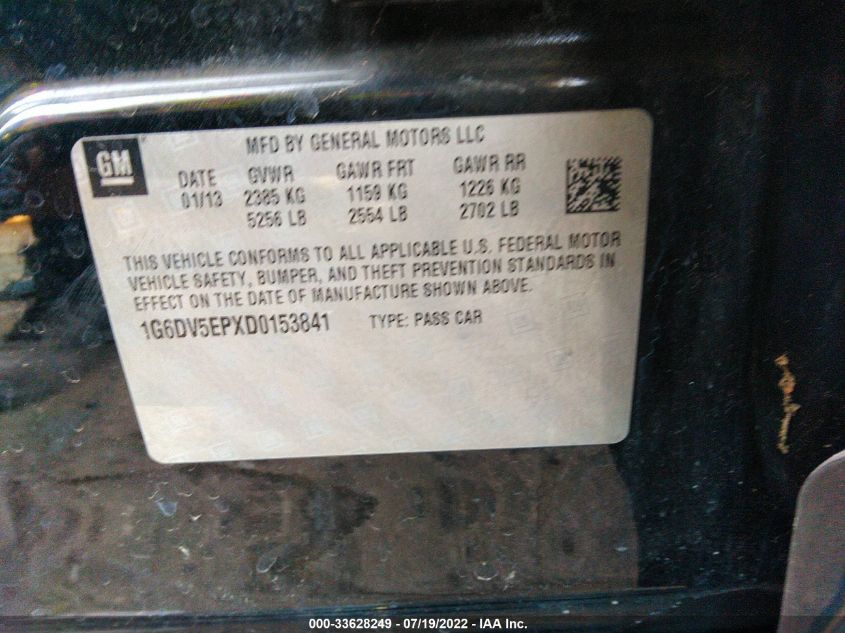 GM
MFD BY GENERAL MOTORS LLC
DATE GVWR GAWR FRT GAWR RR
01/13 2385 KG 1159 KG 1226 KG
5256 LB 2554 LB 2702 LB
THIS VEHICLE CONFORMS TO ALL APPLICABLE U.S. FEDERAL MOTOR
VEHICLE SAFETY, BUMPER, AND THEFT PREVENTION STANDARDS IN
EFFECT ON THE DATE OF MANUFACTURE SHOWN ABOVE.
1G6DV5EPXD0153841 TYPE: PASS CAR
000-33628249 - 07/19/2022 - IAA Inc.